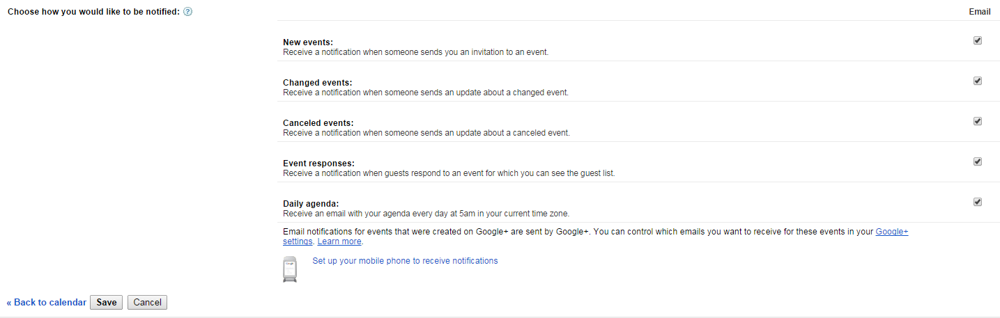 Choose how you would like to be notified: ?
Email
New events:
Receive a notification when someone sends you an invitation to an event.
Changed events:
Receive a notification when someone sends an update about a changed event.
Canceled events:
Receive a notification when someone sends an update about a canceled event.
Event responses:
Receive a notification when guests respond to an event for which you can see the guest list.
Daily agenda:
Receive an email with your agenda every day at 5am in your current time zone.
Email notifications for events that were created on Google+ are sent by Google+. You can control which emails you want to receive for these events in your Google+
settings. Learn more.
Set up your mobile phone to receive notifications
« Back to calendar Save Cancel